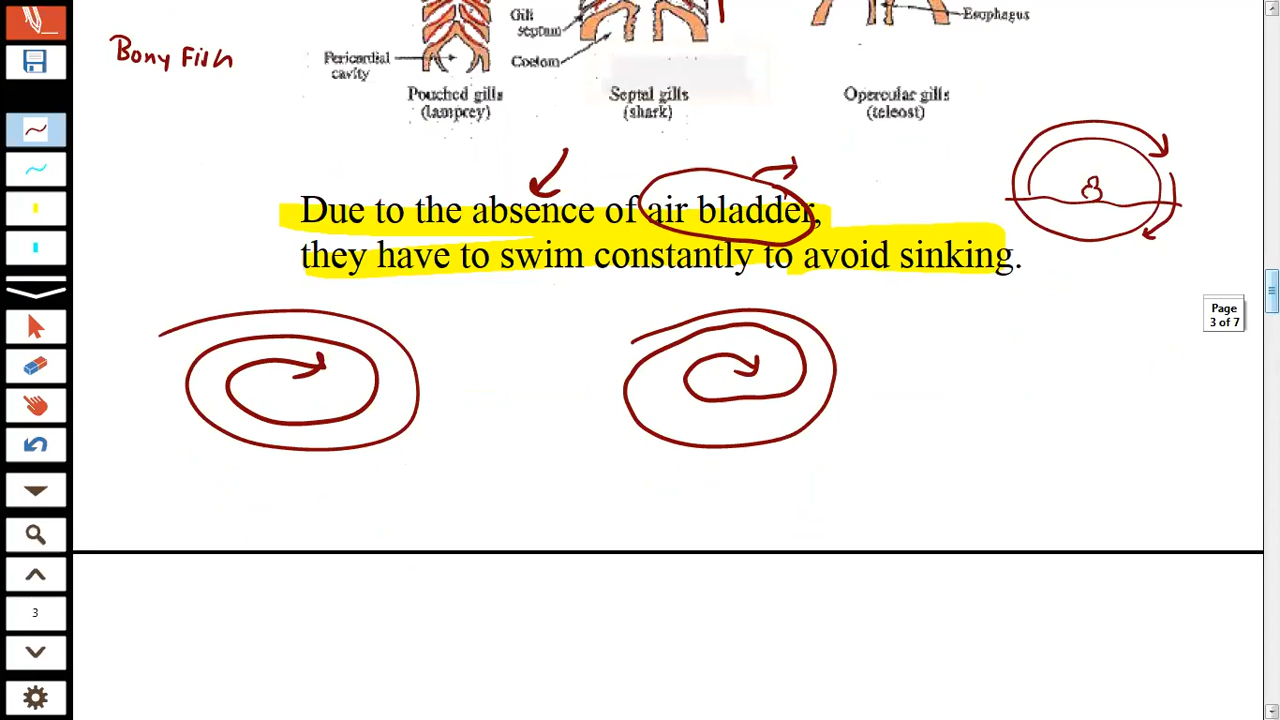 Gill
septum
Esophagus
Bony Fish
Pericardial
cavity
Coelom
Pouched gills
(lamprey)
Septal gills
(shark)
Opercular gills
(teleost)
Due to the absence of air bladder,
they have to swim constantly to avoid sinking.
Page
3 of 7
3